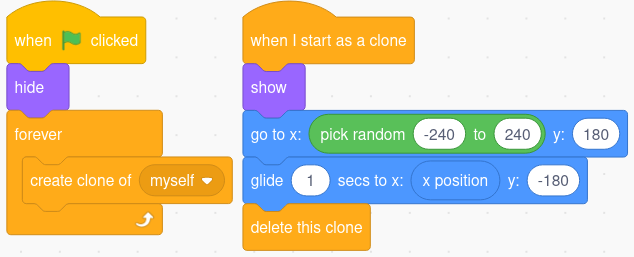 when clicked
hide
forever
create clone of myself
when I start as a clone
show
go to x: pick random -240 to 240 y: 180
glide 1 secs to x: x position y: -180
delete this clone